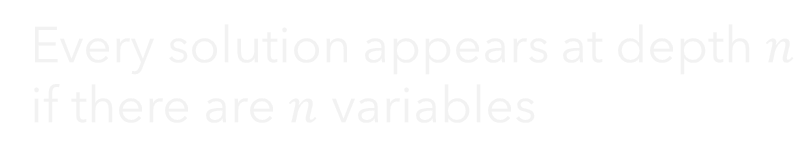 Every solution appears at depth n
if there are n variables